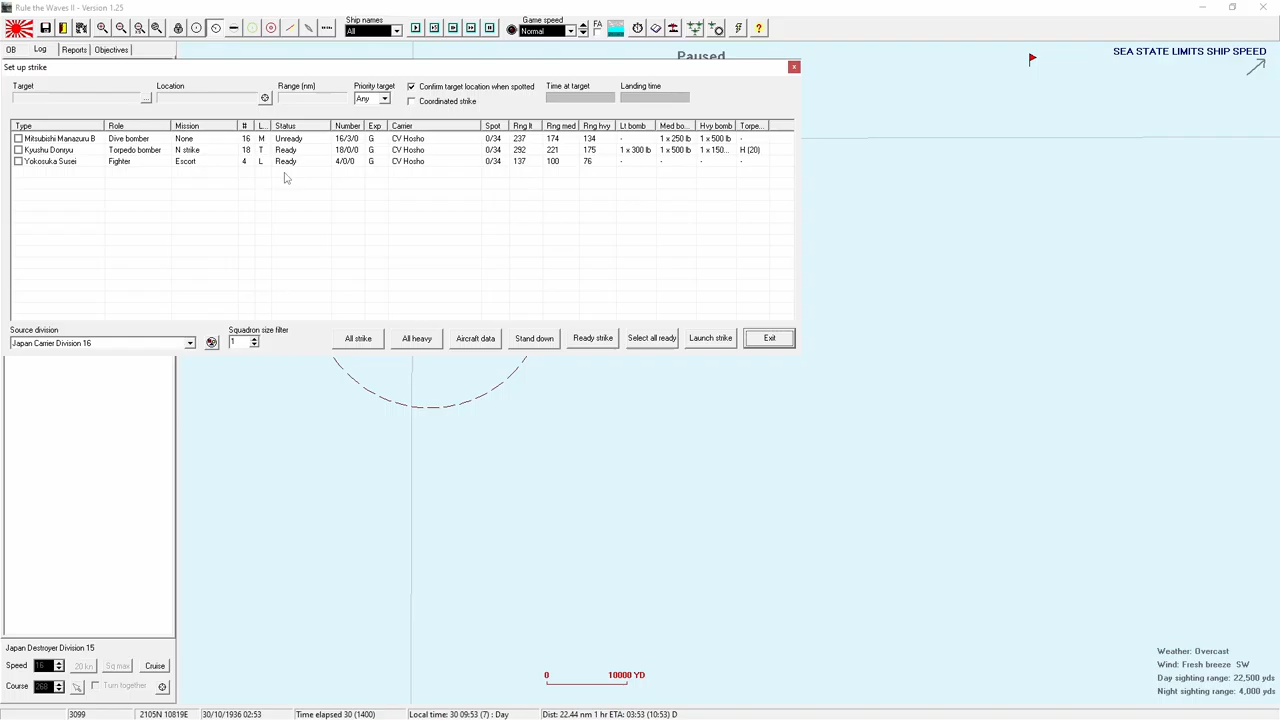 Rule the Waves II - Version 1.25
Ship names
All
Game speed
Normal
FA
OB Log Reports Objectives
Paused
SEA STATE LIMITS SHIP SPEED
Set up strike
Target Location Range (nm) Priority target
Any
Confirm target location when spotted
Coordinated strike
Time at target Landing time
Type Role Mission # L... Status Number Exp Carrier Spot Rng lt Rng med Rng hvy Lt bomb Med bo... Hvy bomb Torpe...
Mitsubishi Manazuru B Dive bomber None 16 M Unready 16/3/0 G CV Hosho 0/34 237 174 134 - 1 x 250 lb 1 x 500 lb -
Kyushu Donryu Torpedo bomber N strike 18 T Ready 18/0/0 G CV Hosho 0/34 292 221 175 1 x 300 lb 1 x 500 lb 1 x 150... H (20)
Yokosuka Susei Fighter Escort 4 L Ready 4/0/0 G CV Hosho 0/34 137 100 76 - - - -
Source division
Japan Carrier Division 16
Squadron size filter
1
All strike All heavy Aircraft data Stand down Ready strike Select all ready Launch strike Exit
Japan Destroyer Division 15
Speed 16 20 kn Sq max Cruise
Course 268 Turn together
0 10000 YD
Weather: Overcast
Wind: Fresh breeze SW
Day sighting range: 22,500 yds
Night sighting range: 4,000 yds
3099 2105N 10819E 30/10/1936 02:53 Time elapsed 30 (1400) Local time: 30 09:53 (7) : Day Dist: 22.44 nm 1 hr ETA: 03:53 (10:53) D